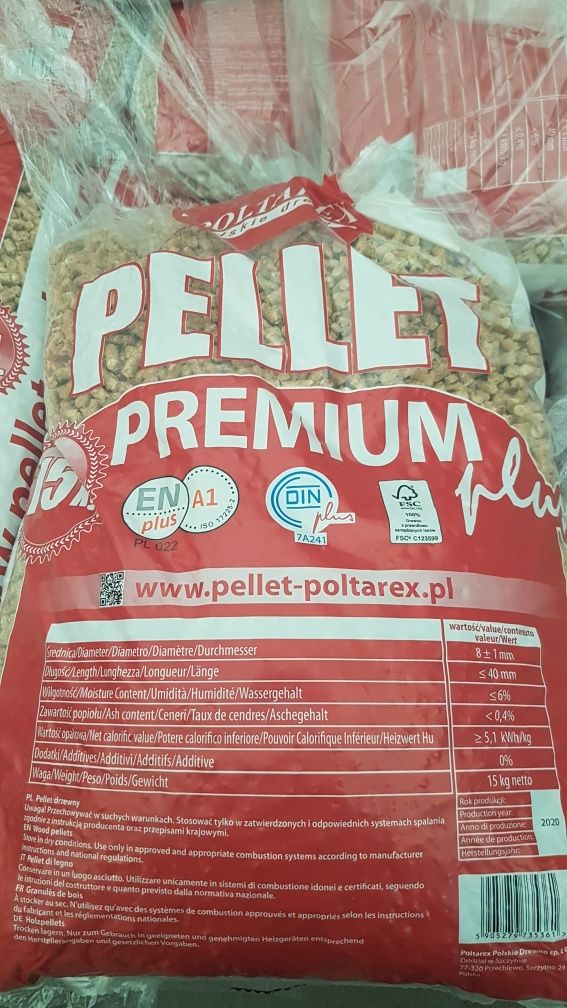 PELLET
PREMIUM
plus
15
EN plus A1
ISO 17225-2
PL 022
DIN plus
7A241
FSC
100%
FSC® C123599
www.pellet-poltarex.pl
wartość/value/contenuto
valeur/Wert
Średnica/Diameter/Diametro/Diamètre/Durchmesser 8 ± 1 mm
Długość/Length/Lunghezza/Longueur/Länge ≤ 40 mm
Wilgotność/Moisture Content/Umidità/Humidité/Wassergehalt ≤6%
Zawartość popiołu/Ash content/Ceneri/Taux de cendres/Aschegehalt <0,4%
Wartość opałowa/Net calorific value/Potere calorifico inferiore/Pouvoir Calorifique Inférieur/Heizwert Hu ≥ 5,1 kWh/kg
Dodatki/Additives/Additivi/Additifs/Additive 0%
Waga/Weight/Peso/Poids/Gewicht 15 kg netto
PL Pellet drzewny
Uwaga! Przechowywać w suchych warunkach. Stosować tylko w zatwierdzonych i odpowiednich systemach spalania
zgodnie z instrukcją producenta oraz przepisami krajowymi.
EN Wood pellets
Store in dry conditions. Use only in approved and appropriate combustion systems according to manufacturer
instructions and national regulations.
IT Pellet di legno
Conservare in un luogo asciutto. Utilizzare unicamente in sistemi di combustione idonei e certificati, seguendo
le istruzioni del costruttore e quanto previsto dalla normativa nazionale.
FR Granulés de bois
À stocker au sec. N'utilisez qu'avec des systèmes de combustion approuvés et appropriés selon les instructions
du fabricant et les réglementations nationales.
DE Holzpellets
Trocken lagern. Nur zum Gebrauch in geeigneten und genehmigten Heizgeräten entsprechend
den Herstellerangaben und gesetzlichen Vorgaben.
Rok produkcji:
Production year:
Anno di produzione: 2020
Année de production:
Herstellungsjahr:
5 905279 735361 >
Poltarex Polskie Drewno sp.
Oddział w Szczytnie
77-320 Przechlewo, Szczytno 24
Polska